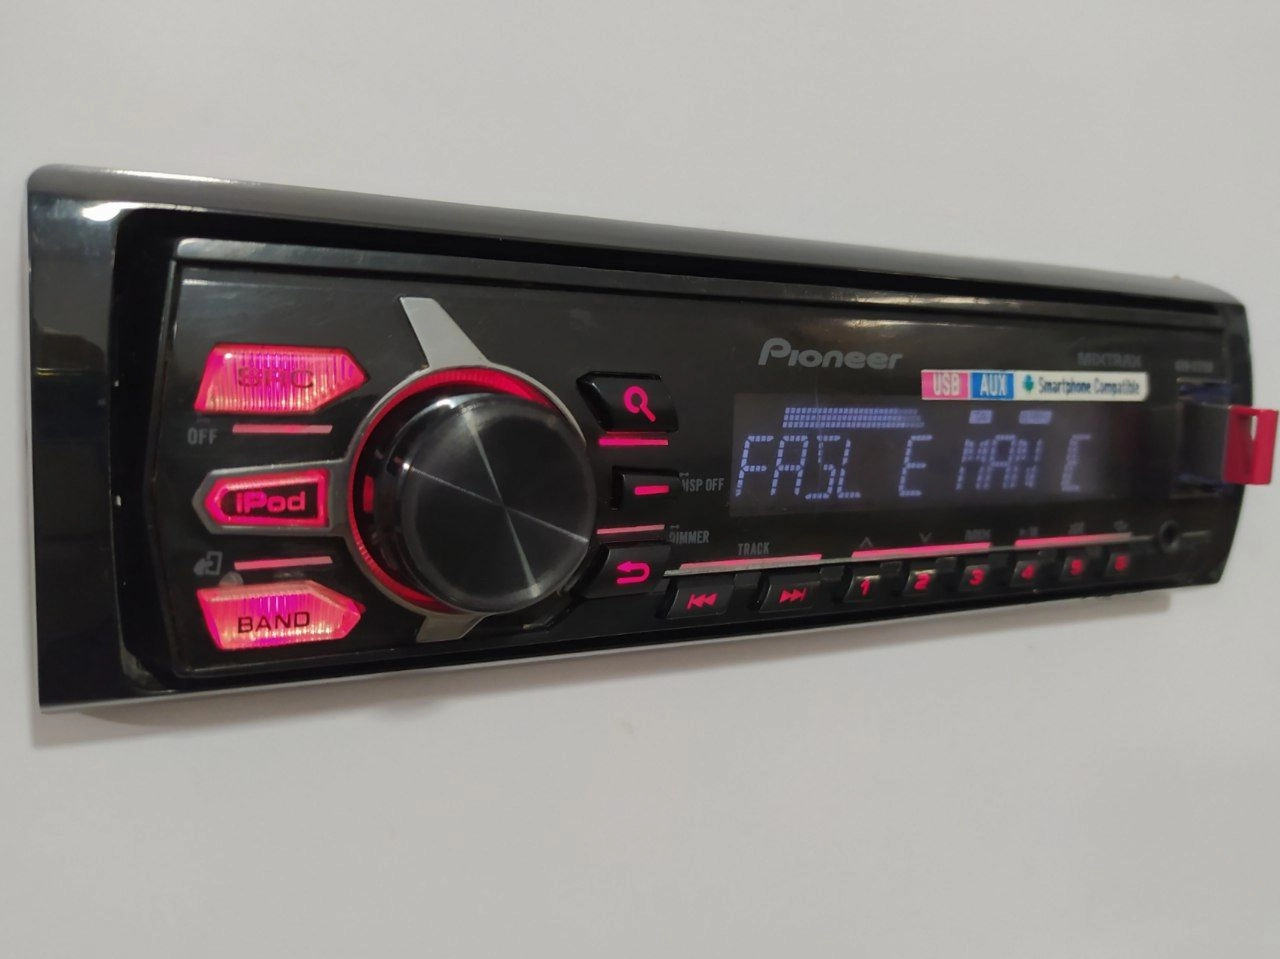 Pioneer
MIXTRAX
USB AUX Smartphone Compatible
SRC
OFF
iPod
DISP OFF
FASL E MAN E
DIMMER
TRACK
BAND
1 2 3 4 5 6